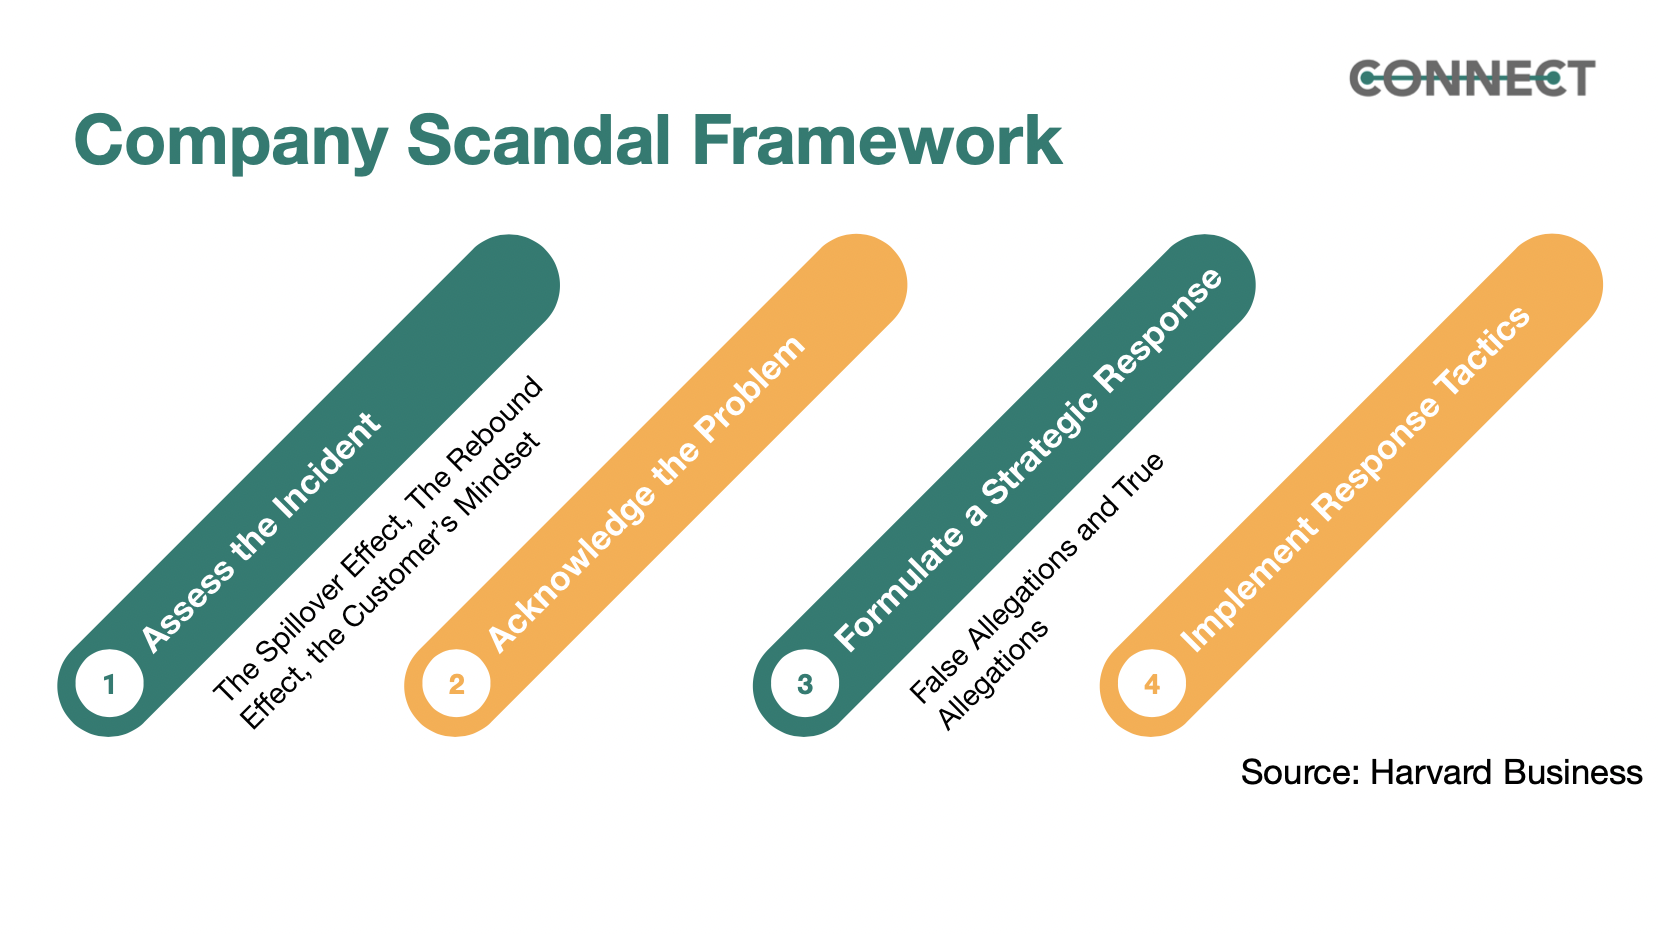 CONNECT
Company Scandal Framework
1
Assess the Incident
The Spillover Effect, The Rebound
Effect, the Customer’s Mindset
2
Acknowledge the Problem
3
Formulate a Strategic Response
False Allegations and True
Allegations
4
Implement Response Tactics
Source: Harvard Business